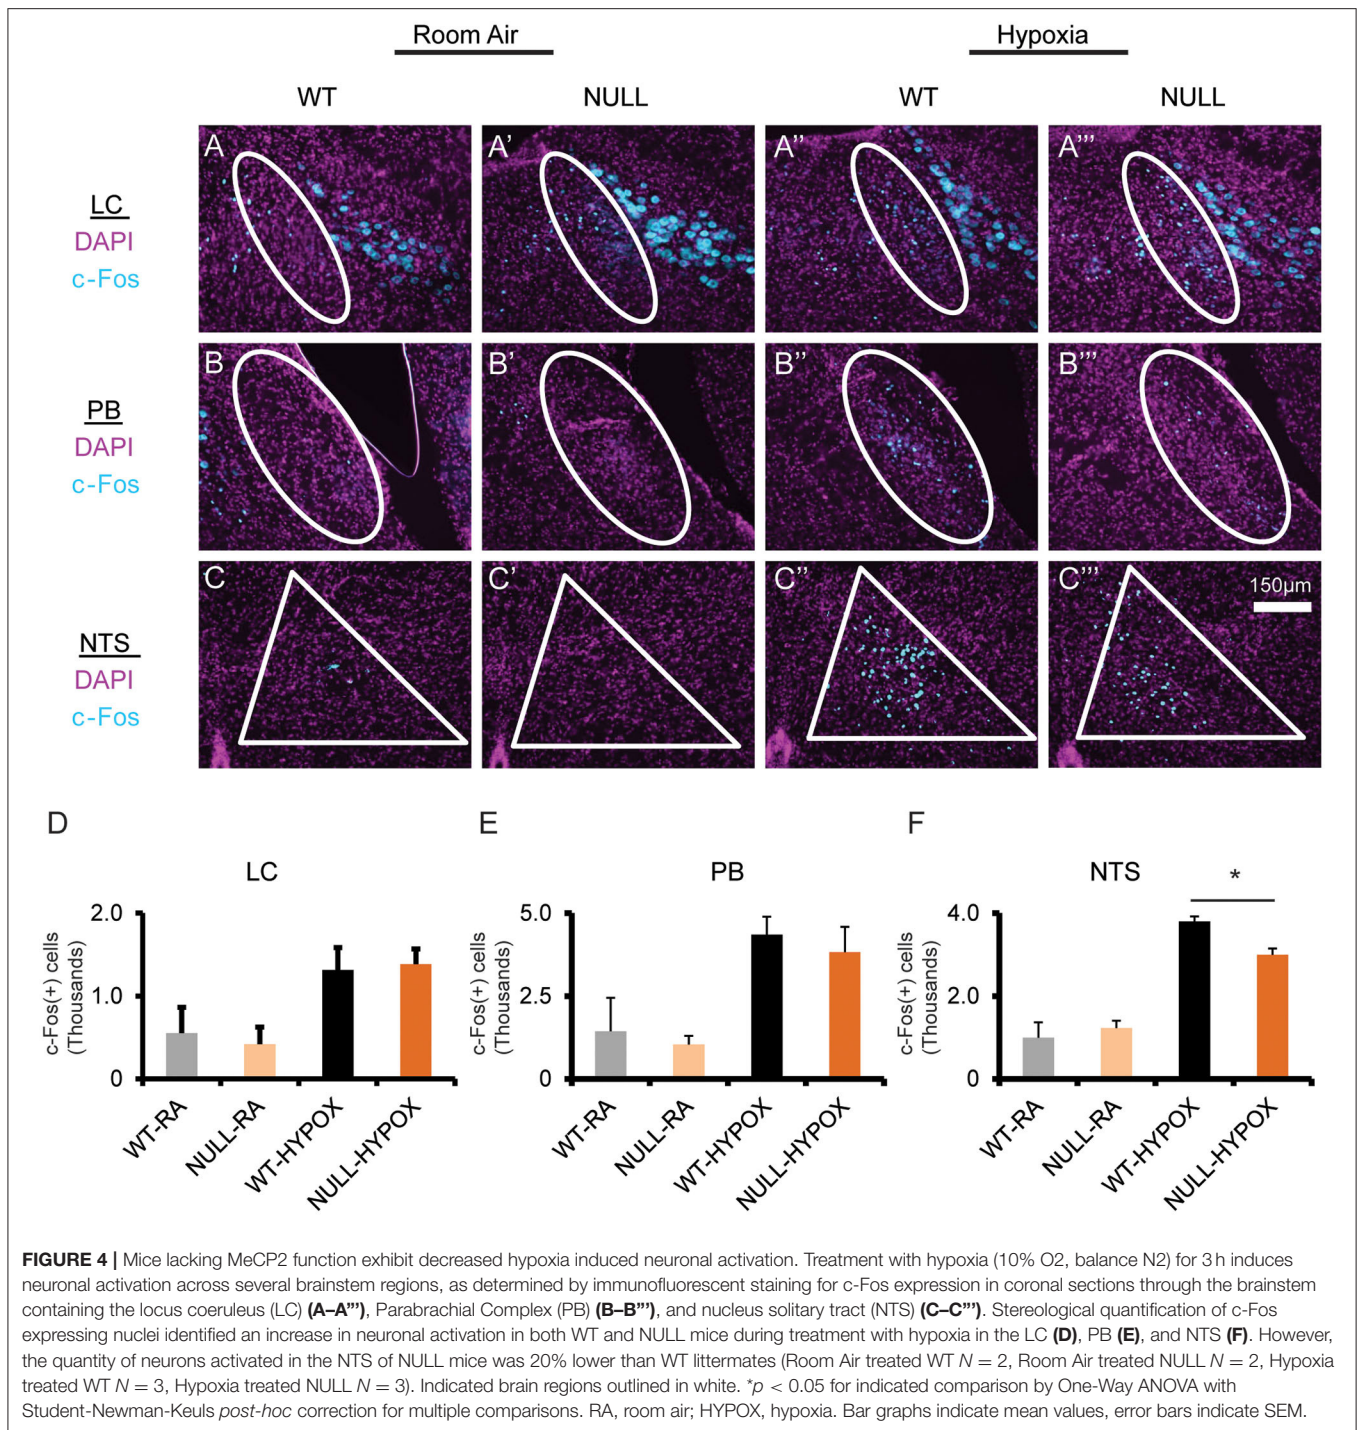 Room Air
Hypoxia
WT
NULL
WT
NULL
LC
DAPI
c-Fos
A
A'
A''
A'''
PB
DAPI
c-Fos
B
B'
B''
B'''
NTS
DAPI
c-Fos
C
C'
C''
C'''
150µm
D
LC
c-Fos(+) cells
(Thousands)
2.0
1.0
0
WT-RA
NULL-RA
WT-HYPOX
NULL-HYPOX
E
PB
c-Fos(+) cells
(Thousands)
5.0
2.5
0
WT-RA
NULL-RA
WT-HYPOX
NULL-HYPOX
F
NTS
*
c-Fos(+) cells
(Thousands)
4.0
2.0
0
WT-RA
NULL-RA
WT-HYPOX
NULL-HYPOX
FIGURE 4 | Mice lacking MeCP2 function exhibit decreased hypoxia induced neuronal activation. Treatment with hypoxia (10% O2, balance N2) for 3 h induces
neuronal activation across several brainstem regions, as determined by immunofluorescent staining for c-Fos expression in coronal sections through the brainstem
containing the locus coeruleus (LC) (A–A”’), Parabrachial Complex (PB) (B–B”’), and nucleus solitary tract (NTS) (C–C”’). Stereological quantification of c-Fos
expressing nuclei identified an increase in neuronal activation in both WT and NULL mice during treatment with hypoxia in the LC (D), PB (E), and NTS (F). However,
the quantity of neurons activated in the NTS of NULL mice was 20% lower than WT littermates (Room Air treated WT N = 2, Room Air treated NULL N = 2, Hypoxia
treated WT N = 3, Hypoxia treated NULL N = 3). Indicated brain regions outlined in white. *p < 0.05 for indicated comparison by One-Way ANOVA with
Student-Newman-Keuls post-hoc correction for multiple comparisons. RA, room air; HYPOX, hypoxia. Bar graphs indicate mean values, error bars indicate SEM.